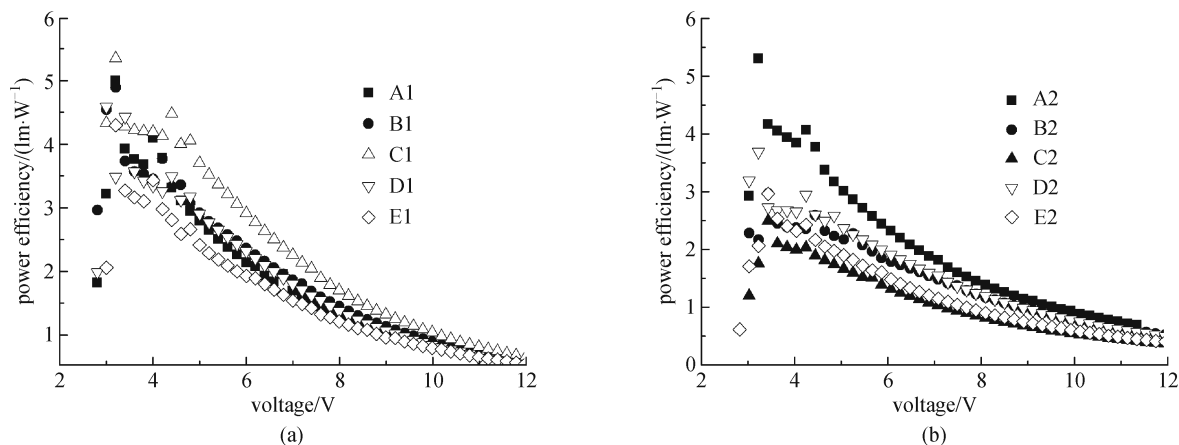 6
5
4
3
2
1
power efficiency/(lm·W⁻¹)
A1
B1
C1
D1
E1
2 4 6 8 10 12
voltage/V
(a)
6
5
4
3
2
1
0
power efficiency/(lm·W⁻¹)
A2
B2
C2
D2
E2
2 4 6 8 10 12
voltage/V
(b)